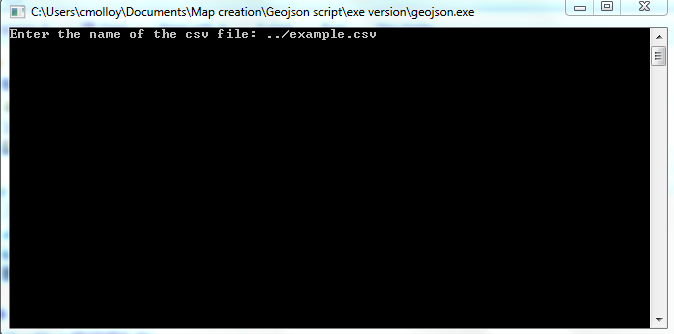 C:\Users\cmolloy\Documents\Map creation\Geojson script\exe version\geojson.exe
Enter the name of the csv file: ../example.csv